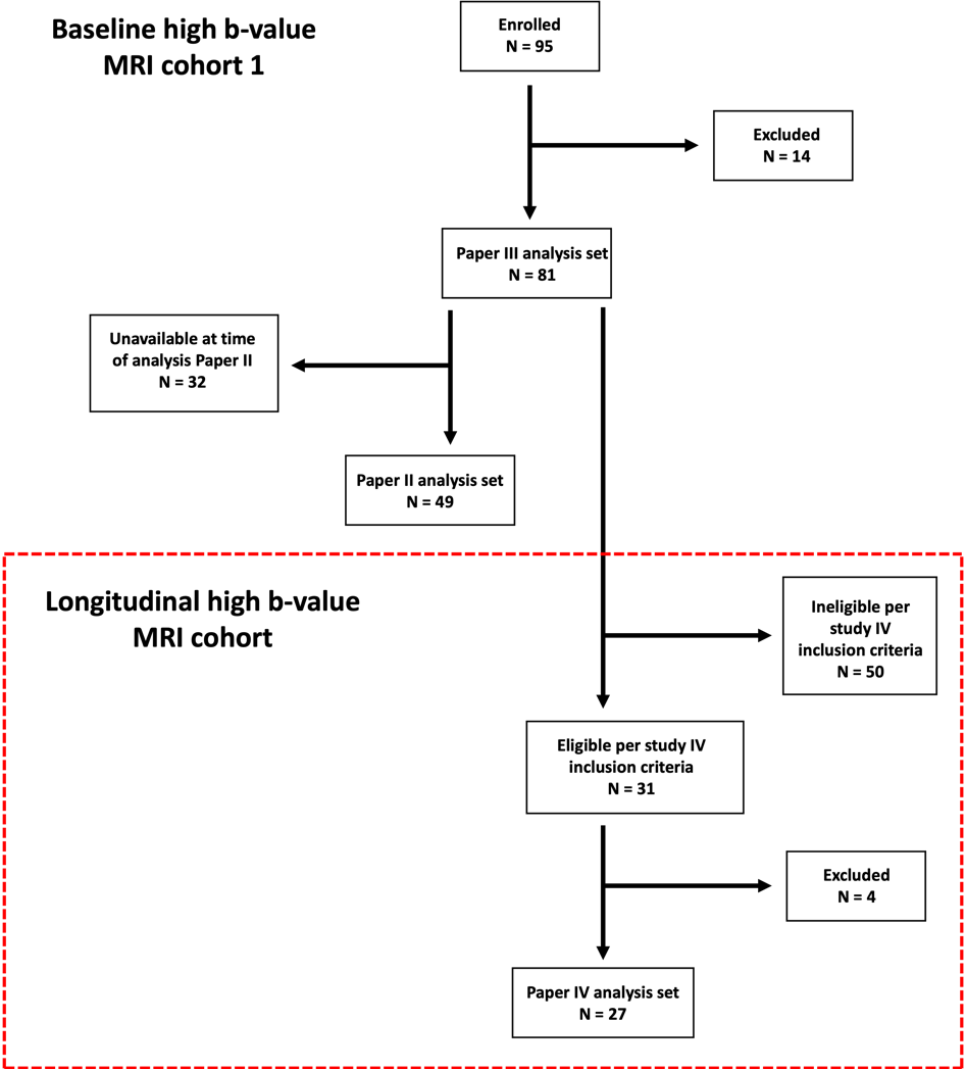 Baseline high b-value
MRI cohort 1
Enrolled
N = 95
Excluded
N = 14
Paper III analysis set
N = 81
Unavailable at time
of analysis Paper II
N = 32
Paper II analysis set
N = 49
Longitudinal high b-value
MRI cohort
Ineligible per
study IV
inclusion criteria
N = 50
Eligible per study IV
inclusion criteria
N = 31
Excluded
N = 4
Paper IV analysis set
N = 27